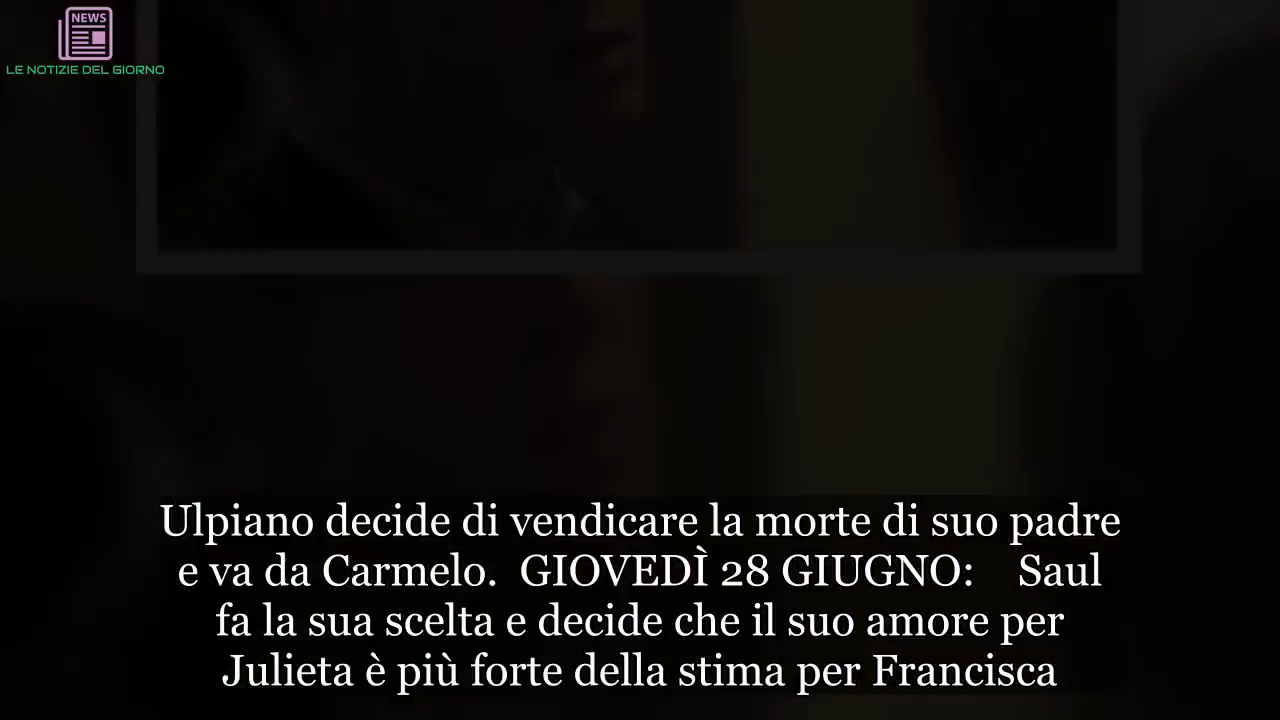 NEWS
LE NOTIZIE DEL GIORNO
Ulpiano decide di vendicare la morte di suo padre
e va da Carmelo. GIOVEDÌ 28 GIUGNO: Saul
fa la sua scelta e decide che il suo amore per
Julieta è più forte della stima per Francisca